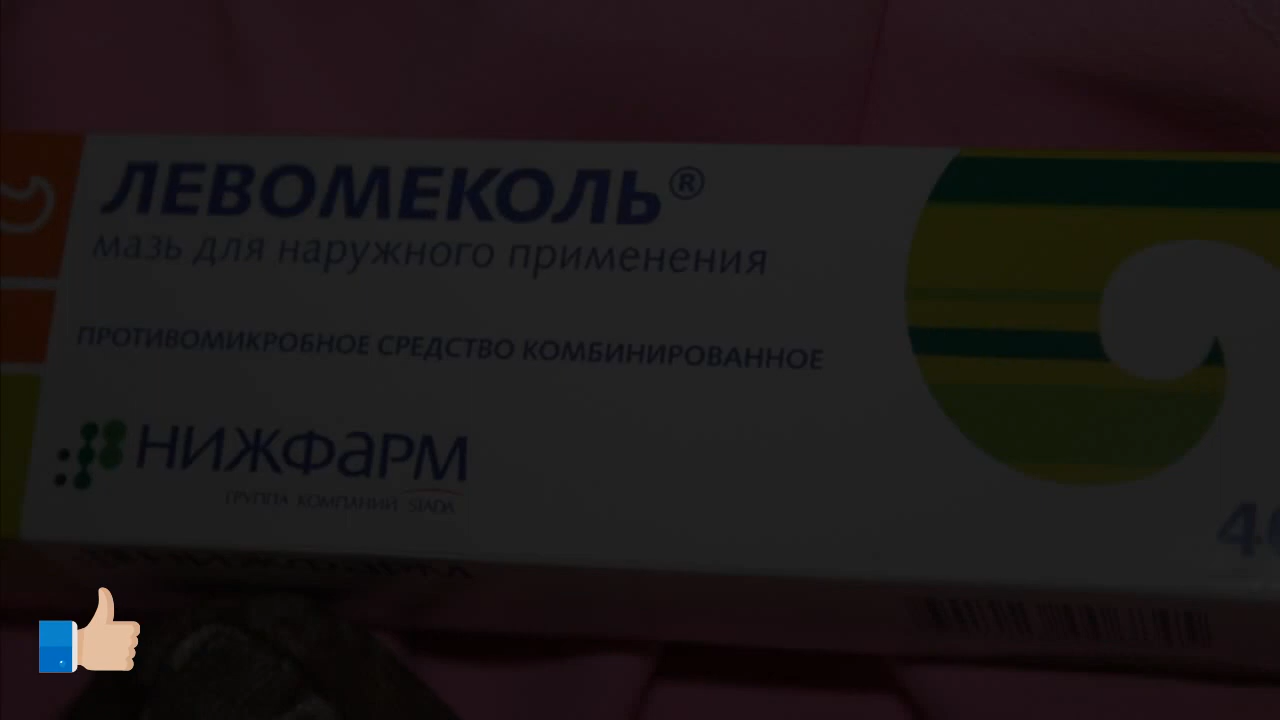 ЛЕВОМЕКОЛЬ®
мазь для наружного применения
ПРОТИВОМИКРОБНОЕ СРЕДСТВО КОМБИНИРОВАННОЕ
НИЖФАРМ
ГРУППА КОМПАНИЙ STADA